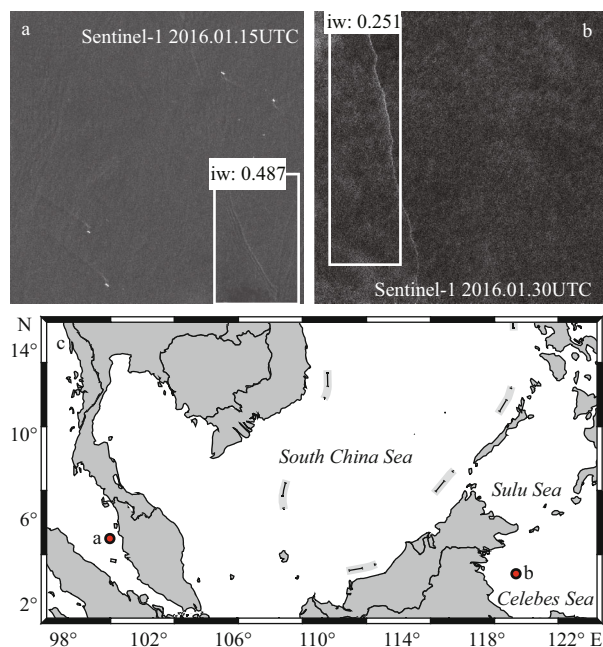 a
Sentinel-1 2016.01.15UTC
iw: 0.487
iw: 0.251
b
Sentinel-1 2016.01.30UTC
N
14°
10°
6°
2°
c
South China Sea
Sulu Sea
a
b
Celebes Sea
98°
102°
106°
110°
114°
118°
122° E